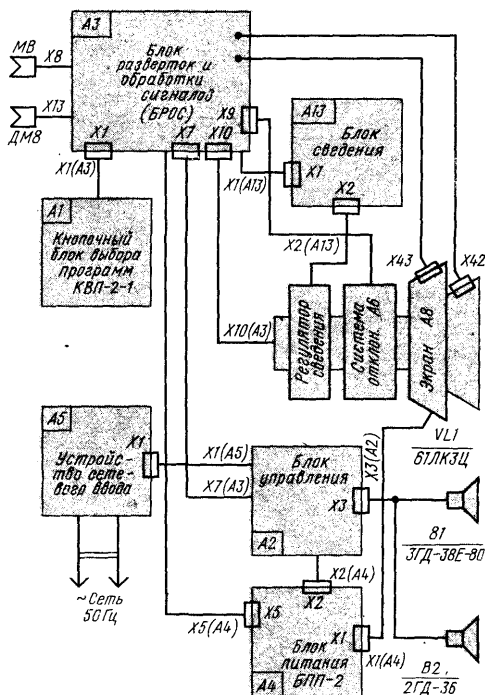 A3
Блок
разверток и
обработки
сигналов
(БРОС)
МВ
X8
ДМВ
X13
X1
X7
X10
X9
X1(A3)
A13
Блок
сведения
X1
X1(A13)
X2
X2(A13)
A1
Кнопочный
блок выбора
программ
КВП-2-1
X43
X42
X10(A3)
Регулятор
сведения
Система
отклон. A6
Экран A8
A5
X1
Устройс-
тво сете-
вого ввода
~Сеть
50Гц
X1(A5)
X7(A3)
Блок
управления
X3
A2
X3(A2)
VL1
61ЛК3Ц
B1
3ГД-38Е-80
X2(A4)
X2
X5
X5(A4)
X1
X1(A4)
Блок
питания
БПП-2
A4
B2
2ГД-36